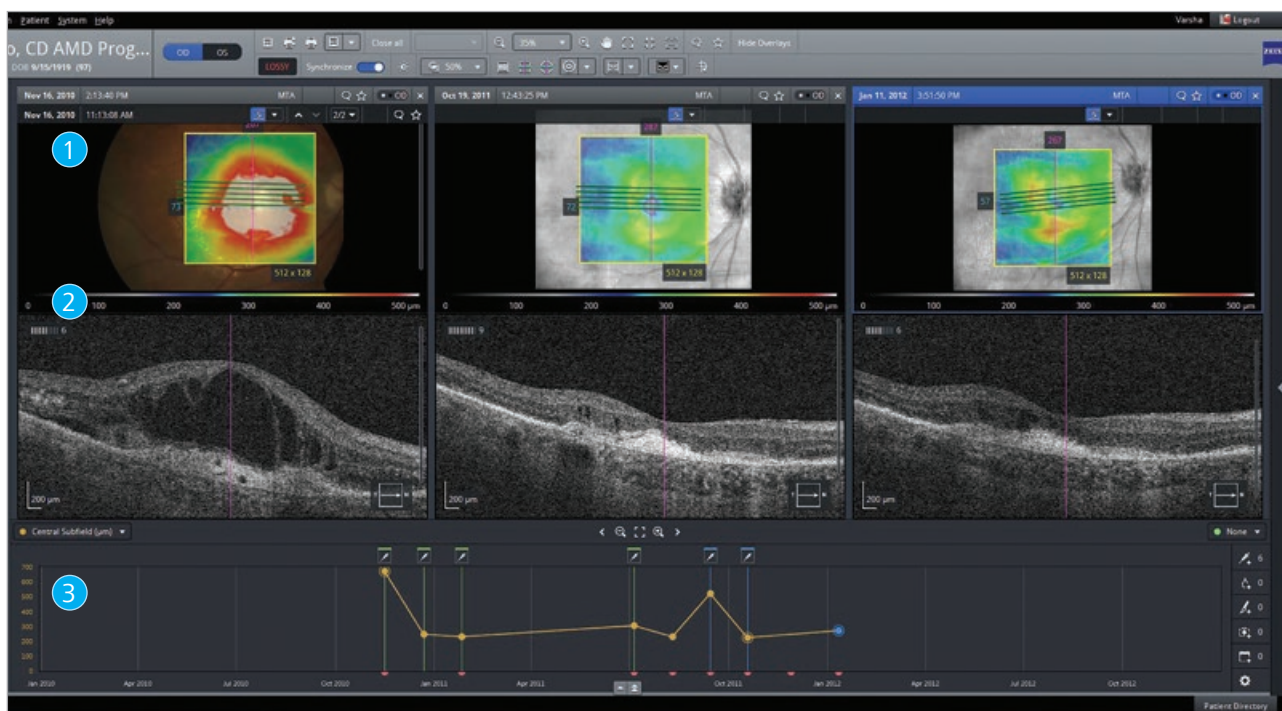 Patient System Help
Varsha Logout
o, CD AMD Prog...
DOB 9/15/1919 (97)
OD OS
Close all 35% Hide Overlays
LOSSY Synchronize 50%
ZEISS
Nov 16, 2010 2:13:40 PM MTA OD
Nov 16, 2010 11:13:08 AM 2/2
Oct 19, 2011 12:43:25 PM MTA OD
Jan 11, 2012 3:51:50 PM MTA OD
1
73
512 x 128
287
72
512 x 128
267
57
512 x 128
2
0 100 200 300 400 500 µm
0 100 200 300 400 500 µm
0 100 200 300 400 500 µm
6
200 µm
9
200 µm
6
200 µm
Central Subfield (µm)
None
3
700
600
500
400
300
200
100
0
Jan 2010 Apr 2010 Jul 2010 Oct 2010 Jan 2011 Apr 2011 Oct 2011 Jan 2012 Apr 2012 Jul 2012 Oct 2012
6
0
0
0
0
Patient Directory